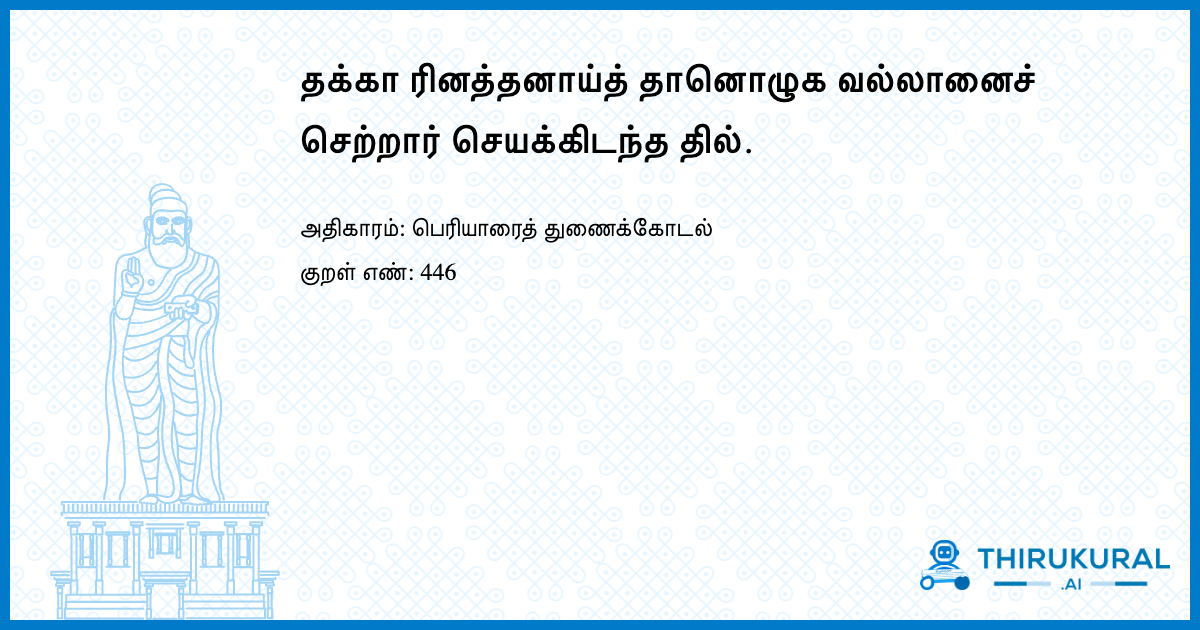 தக்கா ரினத்தனாய்த் தானொழுக வல்லானைச்
செற்றார் செயக்கிடந்த தில்.
அதிகாரம்: பெரியாரைத் துணைக்கோடல்
குறள் எண்: 446
THIRUKURAL
.AI